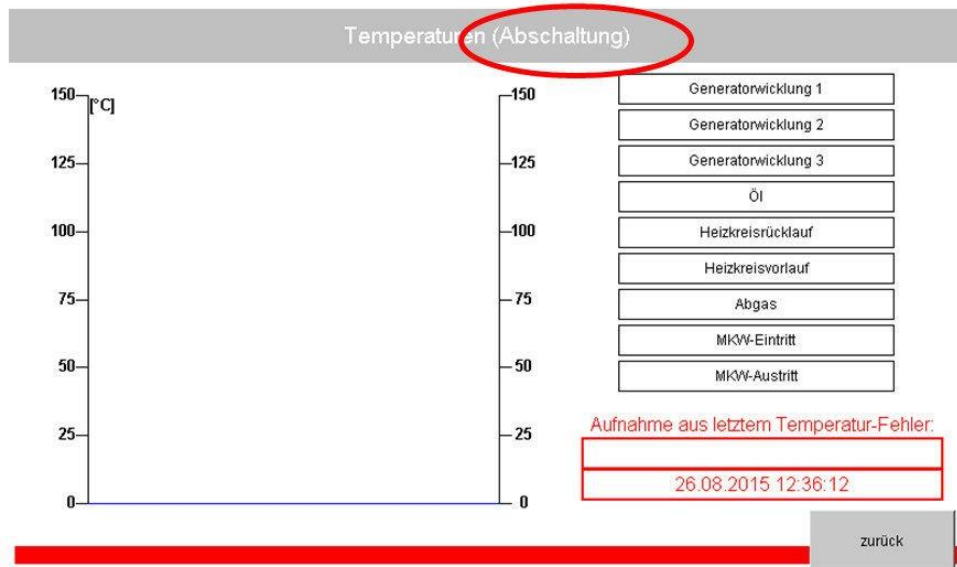 Temperaturen (Abschaltung)
[°C]
150
125
100
75
50
25
0
150
125
100
75
50
25
0
Generatorwicklung 1
Generatorwicklung 2
Generatorwicklung 3
Öl
Heizkreisrücklauf
Heizkreisvorlauf
Abgas
MKW-Eintritt
MKW-Austritt
Aufnahme aus letztem Temperatur-Fehler:
26.08.2015 12:36:12
zurück